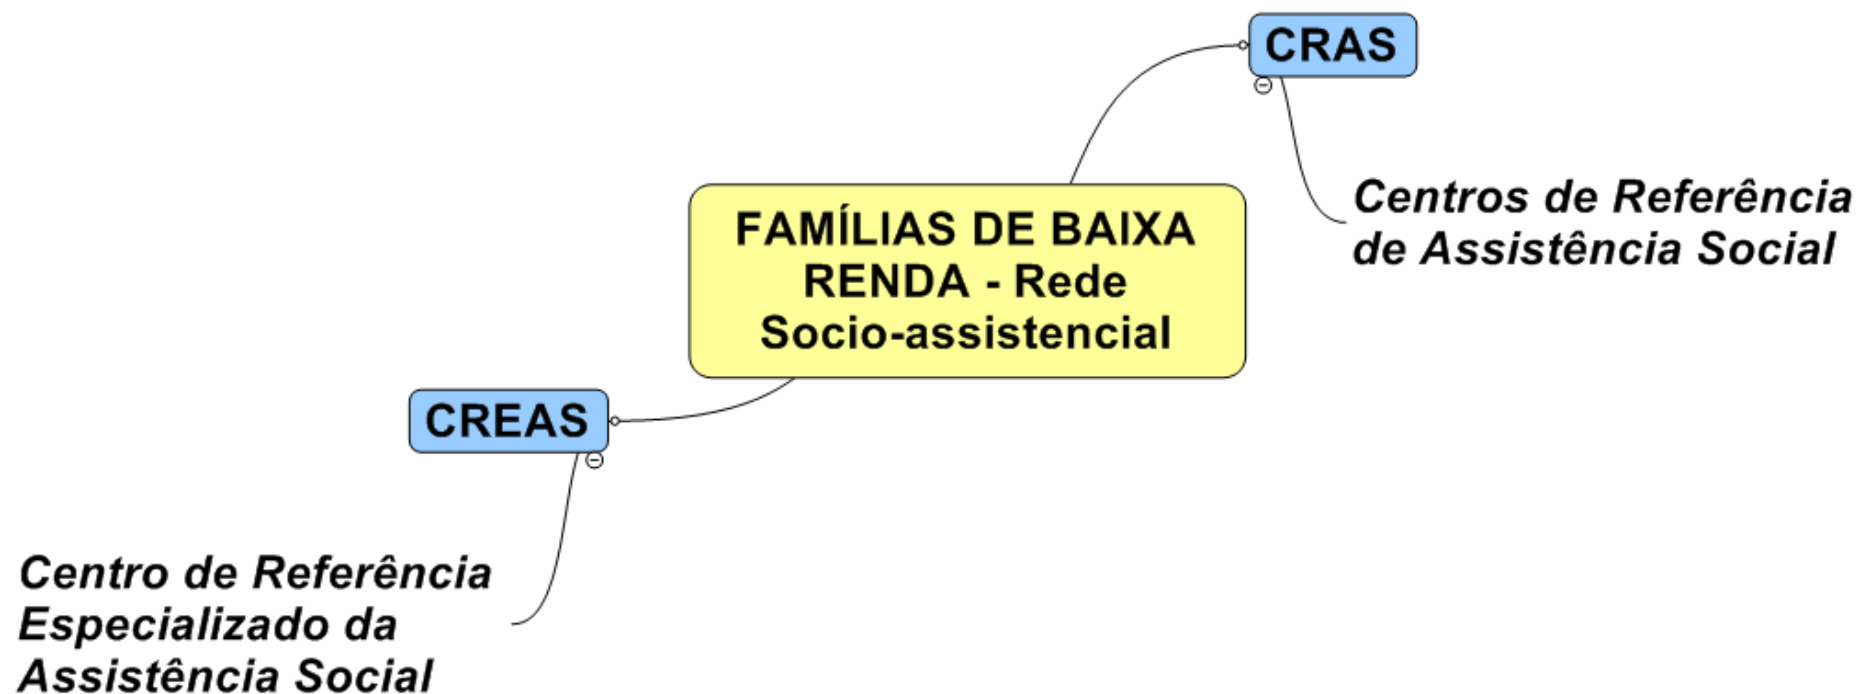 CRAS
Centros de Referência
de Assistência Social
FAMÍLIAS DE BAIXA
RENDA - Rede
Socio-assistencial
CREAS
Centro de Referência
Especializado da
Assistência Social